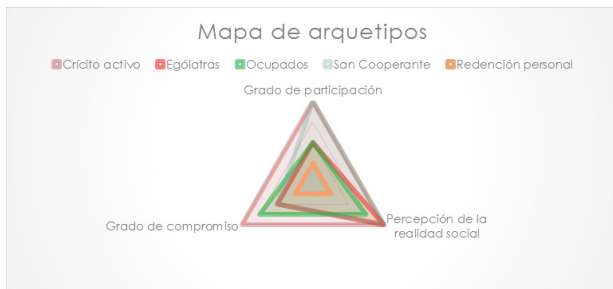 Mapa de arquetipos
Crícito activo Ególatras Ocupados San Cooperante Redención personal
Grado de participación
Grado de compromiso
Percepción de la
realidad social